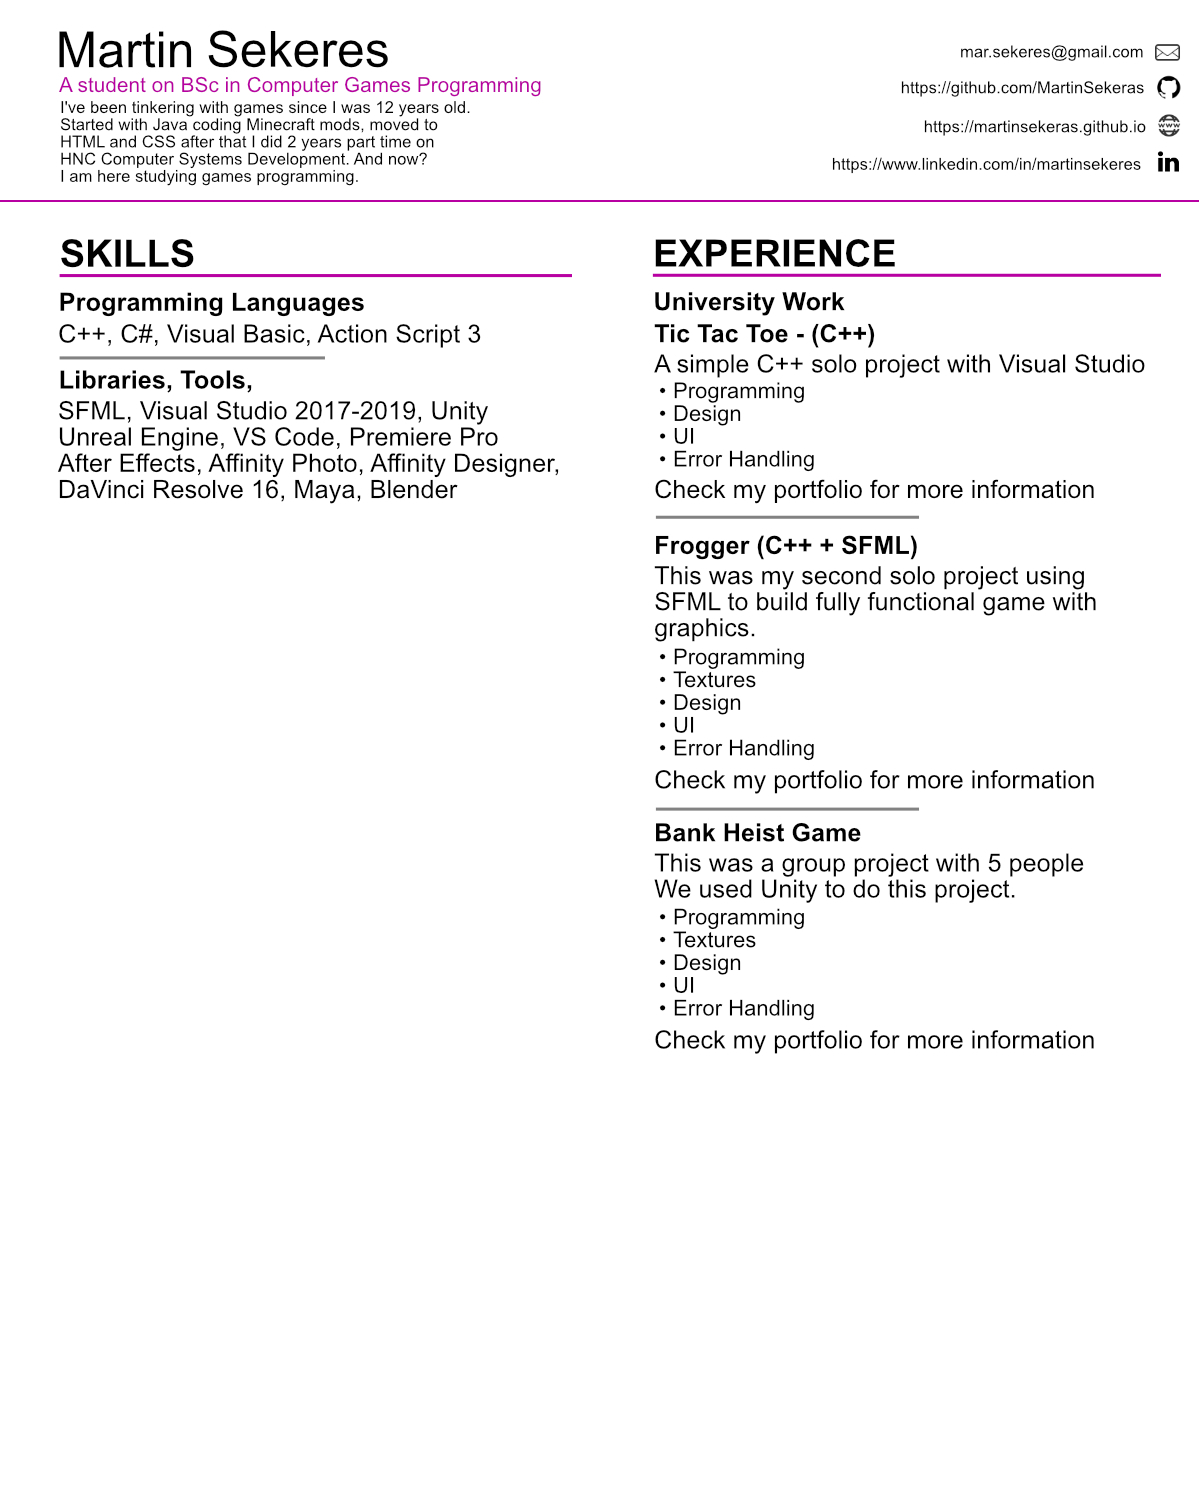 Martin Sekeres
A student on BSc in Computer Games Programming
I've been tinkering with games since I was 12 years old.
Started with Java coding Minecraft mods, moved to
HTML and CSS after that I did 2 years part time on
HNC Computer Systems Development. And now?
I am here studying games programming.
mar.sekeres@gmail.com
https://github.com/MartinSekeras
https://martinsekeras.github.io
WWW
https://www.linkedin.com/in/martinsekeres
in
SKILLS
Programming Languages
C++, C#, Visual Basic, Action Script 3
Libraries, Tools,
SFML, Visual Studio 2017-2019, Unity
Unreal Engine, VS Code, Premiere Pro
After Effects, Affinity Photo, Affinity Designer,
DaVinci Resolve 16, Maya, Blender
EXPERIENCE
University Work
Tic Tac Toe - (C++)
A simple C++ solo project with Visual Studio
• Programming
• Design
• UI
• Error Handling
Check my portfolio for more information
Frogger (C++ + SFML)
This was my second solo project using
SFML to build fully functional game with
graphics.
• Programming
• Textures
• Design
• UI
• Error Handling
Check my portfolio for more information
Bank Heist Game
This was a group project with 5 people
We used Unity to do this project.
• Programming
• Textures
• Design
• UI
• Error Handling
Check my portfolio for more information